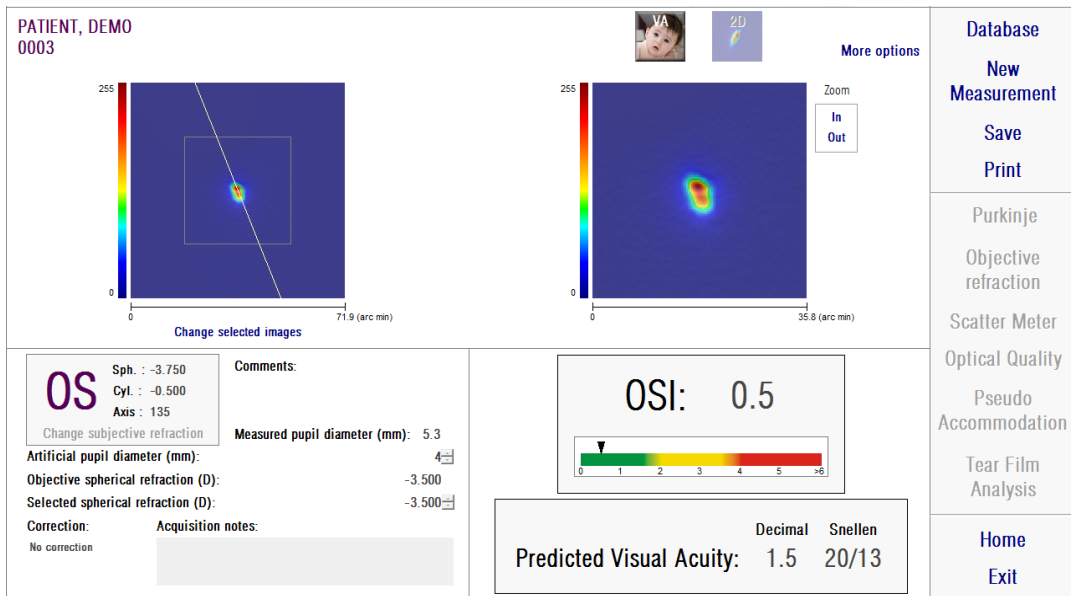 PATIENT, DEMO
0003
VA
2D
More options
255
0
0
71.9 (arc min)
Change selected images
255
0
0
35.8 (arc min)
Zoom
In
Out
OS
Sph. : -3.750
Cyl. : -0.500
Axis : 135
Change subjective refraction
Comments:
Measured pupil diameter (mm): 5.3
Artificial pupil diameter (mm): 4
Objective spherical refraction (D): -3.500
Selected spherical refraction (D): -3.500
Correction:
No correction
Acquisition notes:
OSI: 0.5
0 1 2 3 4 5 >6
Decimal Snellen
Predicted Visual Acuity: 1.5 20/13
Database
New
Measurement
Save
Print
Purkinje
Objective
refraction
Scatter Meter
Optical Quality
Pseudo
Accommodation
Tear Film
Analysis
Home
Exit